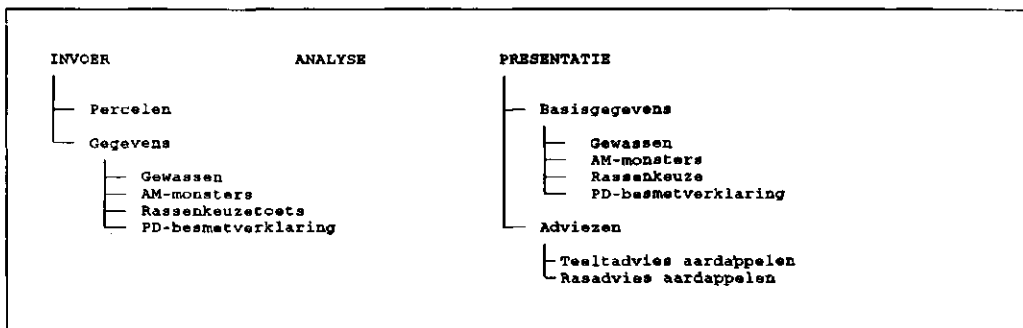 INVOER ANALYSE PRESENTATIE
Percelen
Gegevens
Gewassen
AM-monsters
Rassenkeuzetoets
PD-besmetverklaring
Basisgegevens
Gewassen
AM-monsters
Rassenkeuze
PD-besmetverklaring
Adviezen
Teeltadvies aardappelen
Rasadvies aardappelen